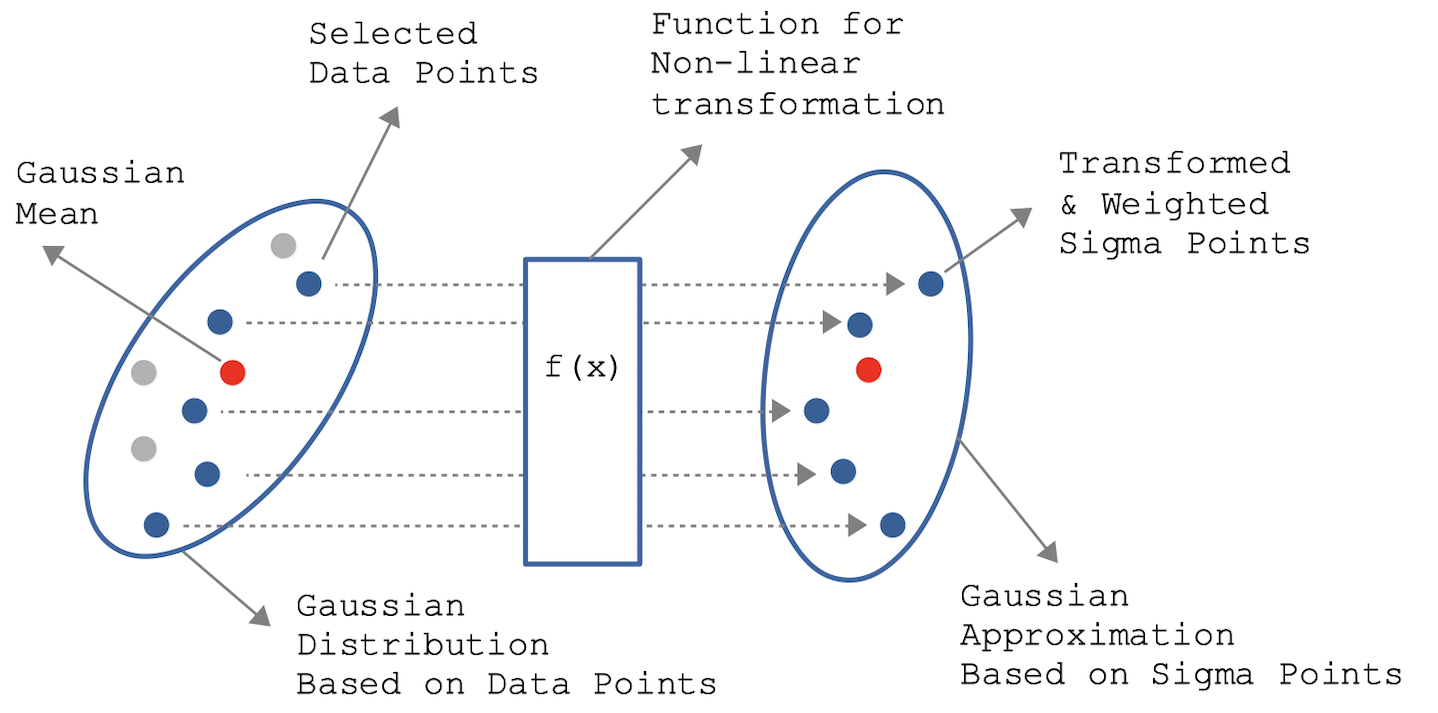 Selected
Data Points
Function for
Non-linear
transformation
Gaussian
Mean
Transformed
& Weighted
Sigma Points
f(x)
Gaussian
Distribution
Based on Data Points
Gaussian
Approximation
Based on Sigma Points